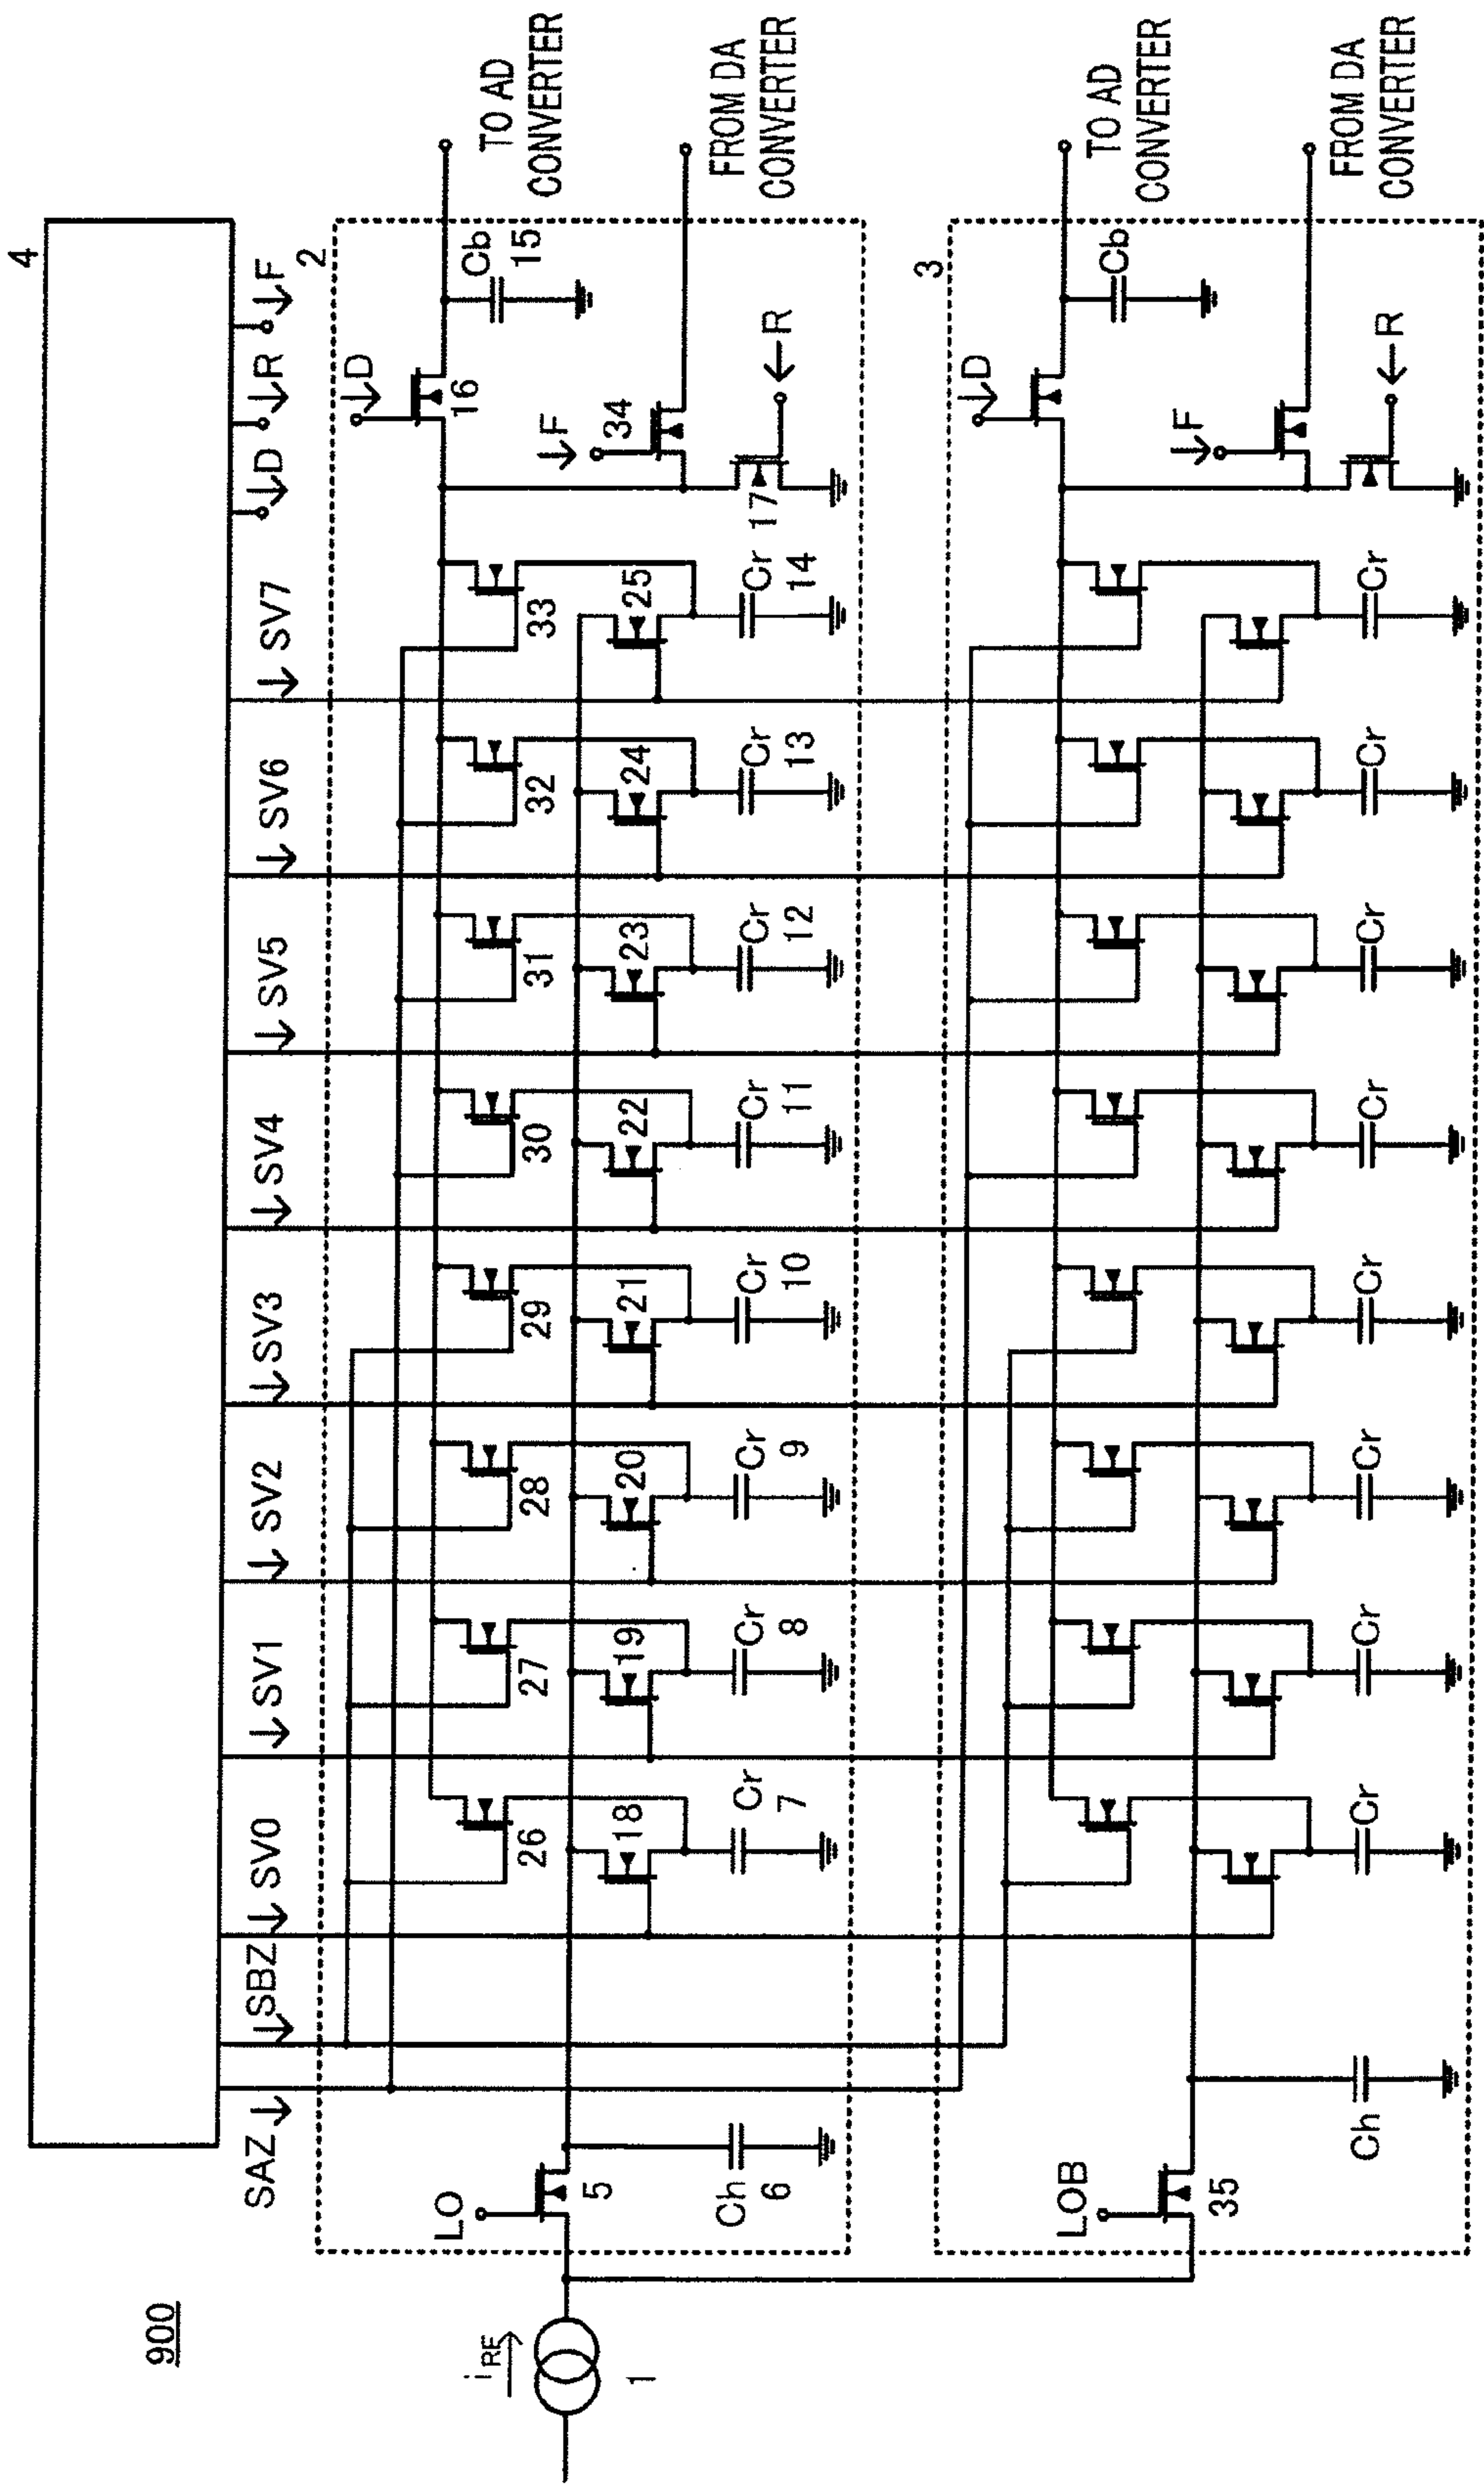 900
4
SAZ
SBZ
SV0
SV1
SV2
SV3
SV4
SV5
SV6
SV7
D
R
F
2
iRE
1
LO
5
Ch
6
26
27
28
29
30
31
32
33
18
19
20
21
22
23
24
25
Cr
7
Cr
8
Cr
9
Cr
10
Cr
11
Cr
12
Cr
13
Cr
14
D
16
Cb
15
F
34
17
R
TO AD
CONVERTER
FROM DA
CONVERTER
3
LOB
35
Ch
Cr
Cr
Cr
Cr
Cr
Cr
Cr
Cr
D
Cb
F
R
TO AD
CONVERTER
FROM DA
CONVERTER